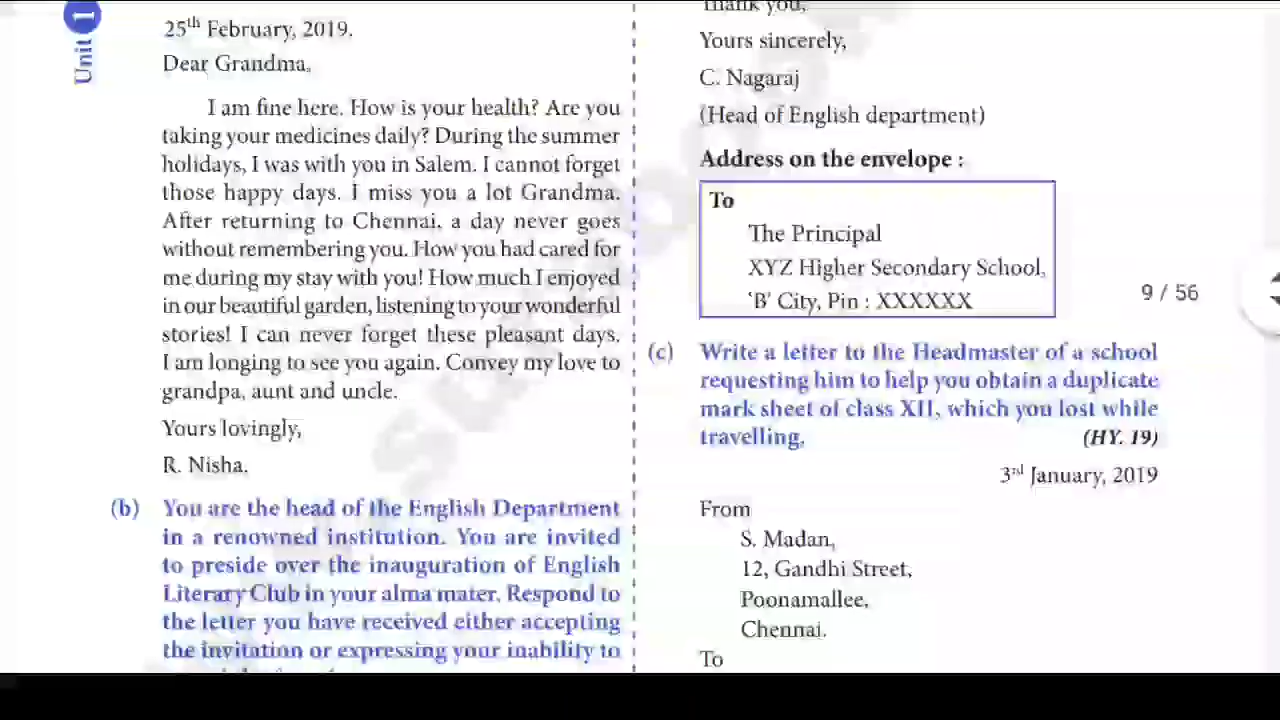 Unit 1
25th February, 2019.
Dear Grandma,
I am fine here. How is your health? Are you
taking your medicines daily? During the summer
holidays, I was with you in Salem. I cannot forget
those happy days. I miss you a lot Grandma.
After returning to Chennai, a day never goes
without remembering you. How you had cared for
me during my stay with you! How much I enjoyed
in our beautiful garden, listening to your wonderful
stories! I can never forget these pleasant days.
I am longing to see you again. Convey my love to
grandpa, aunt and uncle.
Yours lovingly,
R. Nisha.
(b) You are the head of the English Department
in a renowned institution. You are invited
to preside over the inauguration of English
Literary Club in your alma mater. Respond to
the letter you have received either accepting
the invitation or expressing your inability to
Thank you,
Yours sincerely,
C. Nagaraj
(Head of English department)
Address on the envelope :
To
The Principal
XYZ Higher Secondary School,
'B' City, Pin : XXXXXX
(c) Write a letter to the Headmaster of a school
requesting him to help you obtain a duplicate
mark sheet of class XII, which you lost while
travelling. (HY. 19)
3rd January, 2019
From
S. Madan,
12, Gandhi Street,
Poonamallee,
Chennai.
To
9 / 56